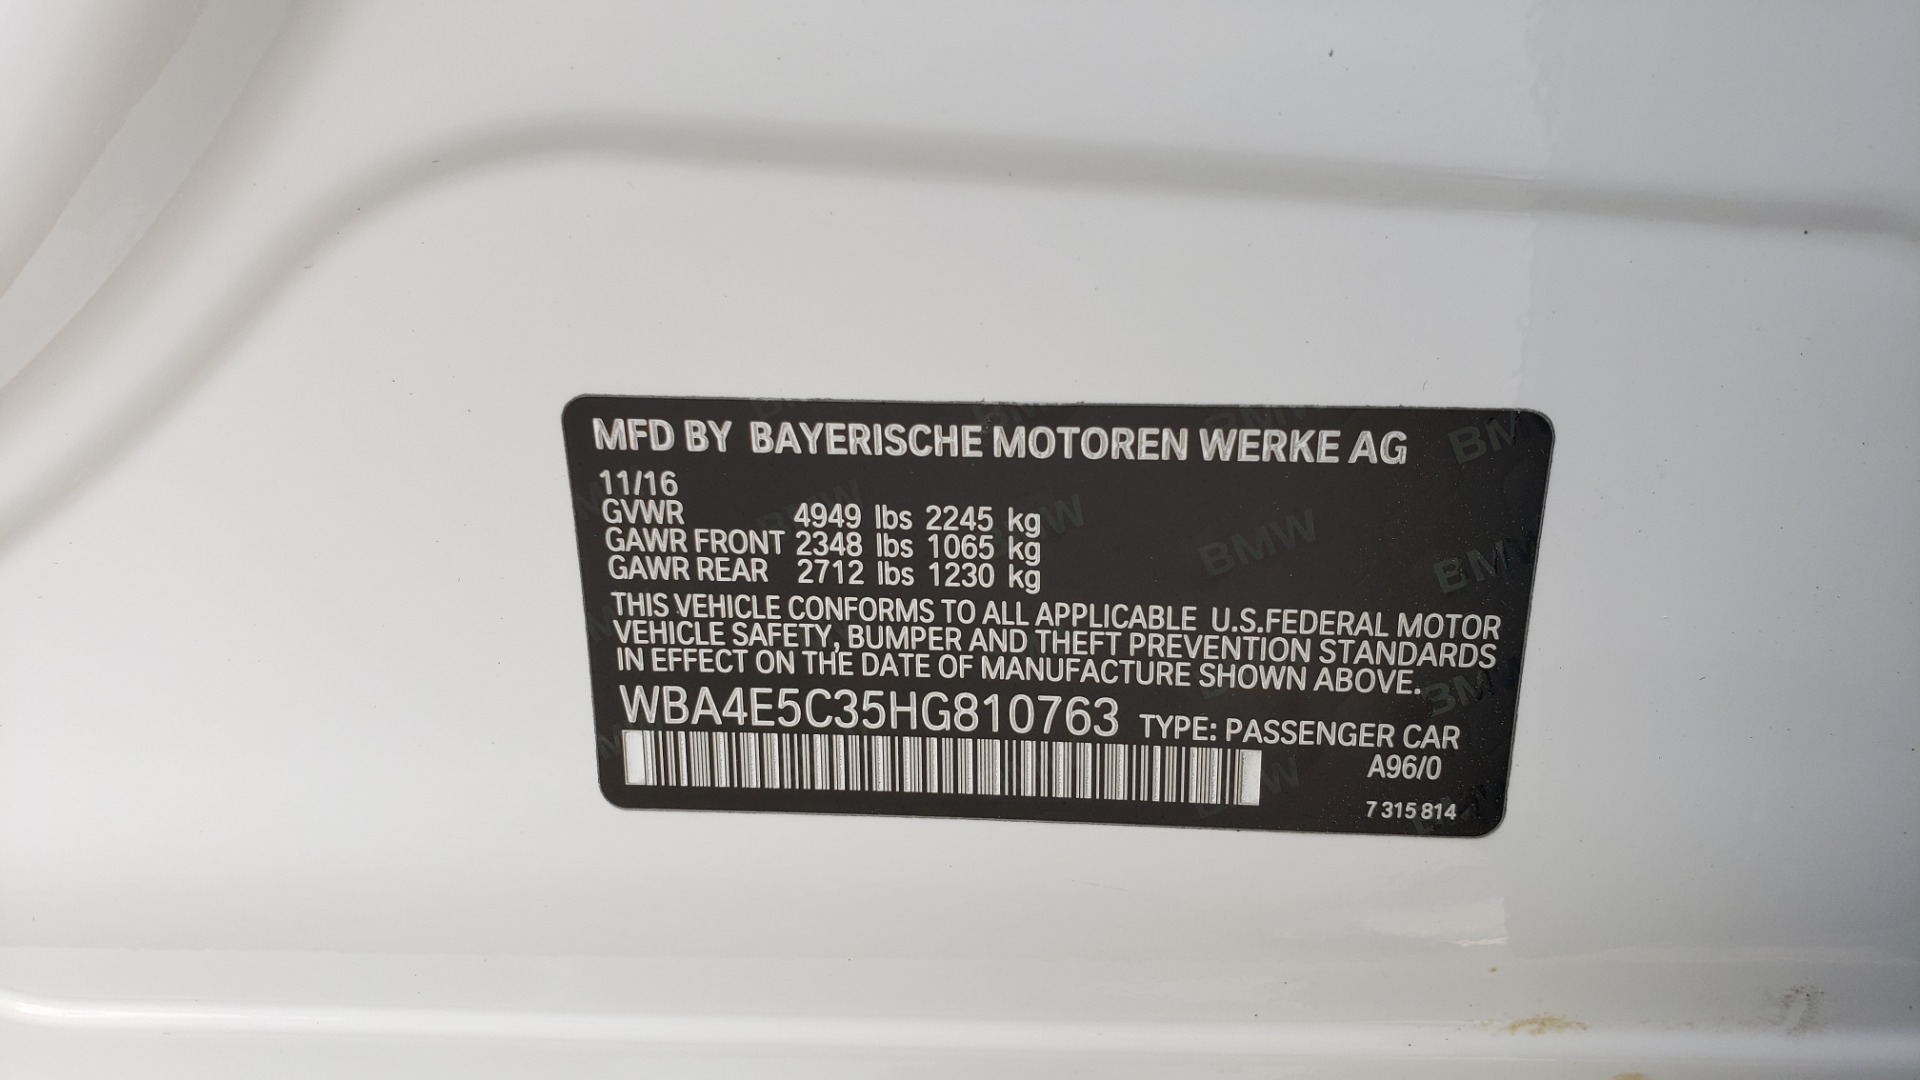 MFD BY BAYERISCHE MOTOREN WERKE AG
11/16
GVWR 4949 lbs 2245 kg
GAWR FRONT 2348 lbs 1065 kg
GAWR REAR 2712 lbs 1230 kg
THIS VEHICLE CONFORMS TO ALL APPLICABLE U.S.FEDERAL MOTOR
VEHICLE SAFETY, BUMPER AND THEFT PREVENTION STANDARDS
IN EFFECT ON THE DATE OF MANUFACTURE SHOWN ABOVE.
WBA4E5C35HG810763 TYPE: PASSENGER CAR
A96/0
7 315 814